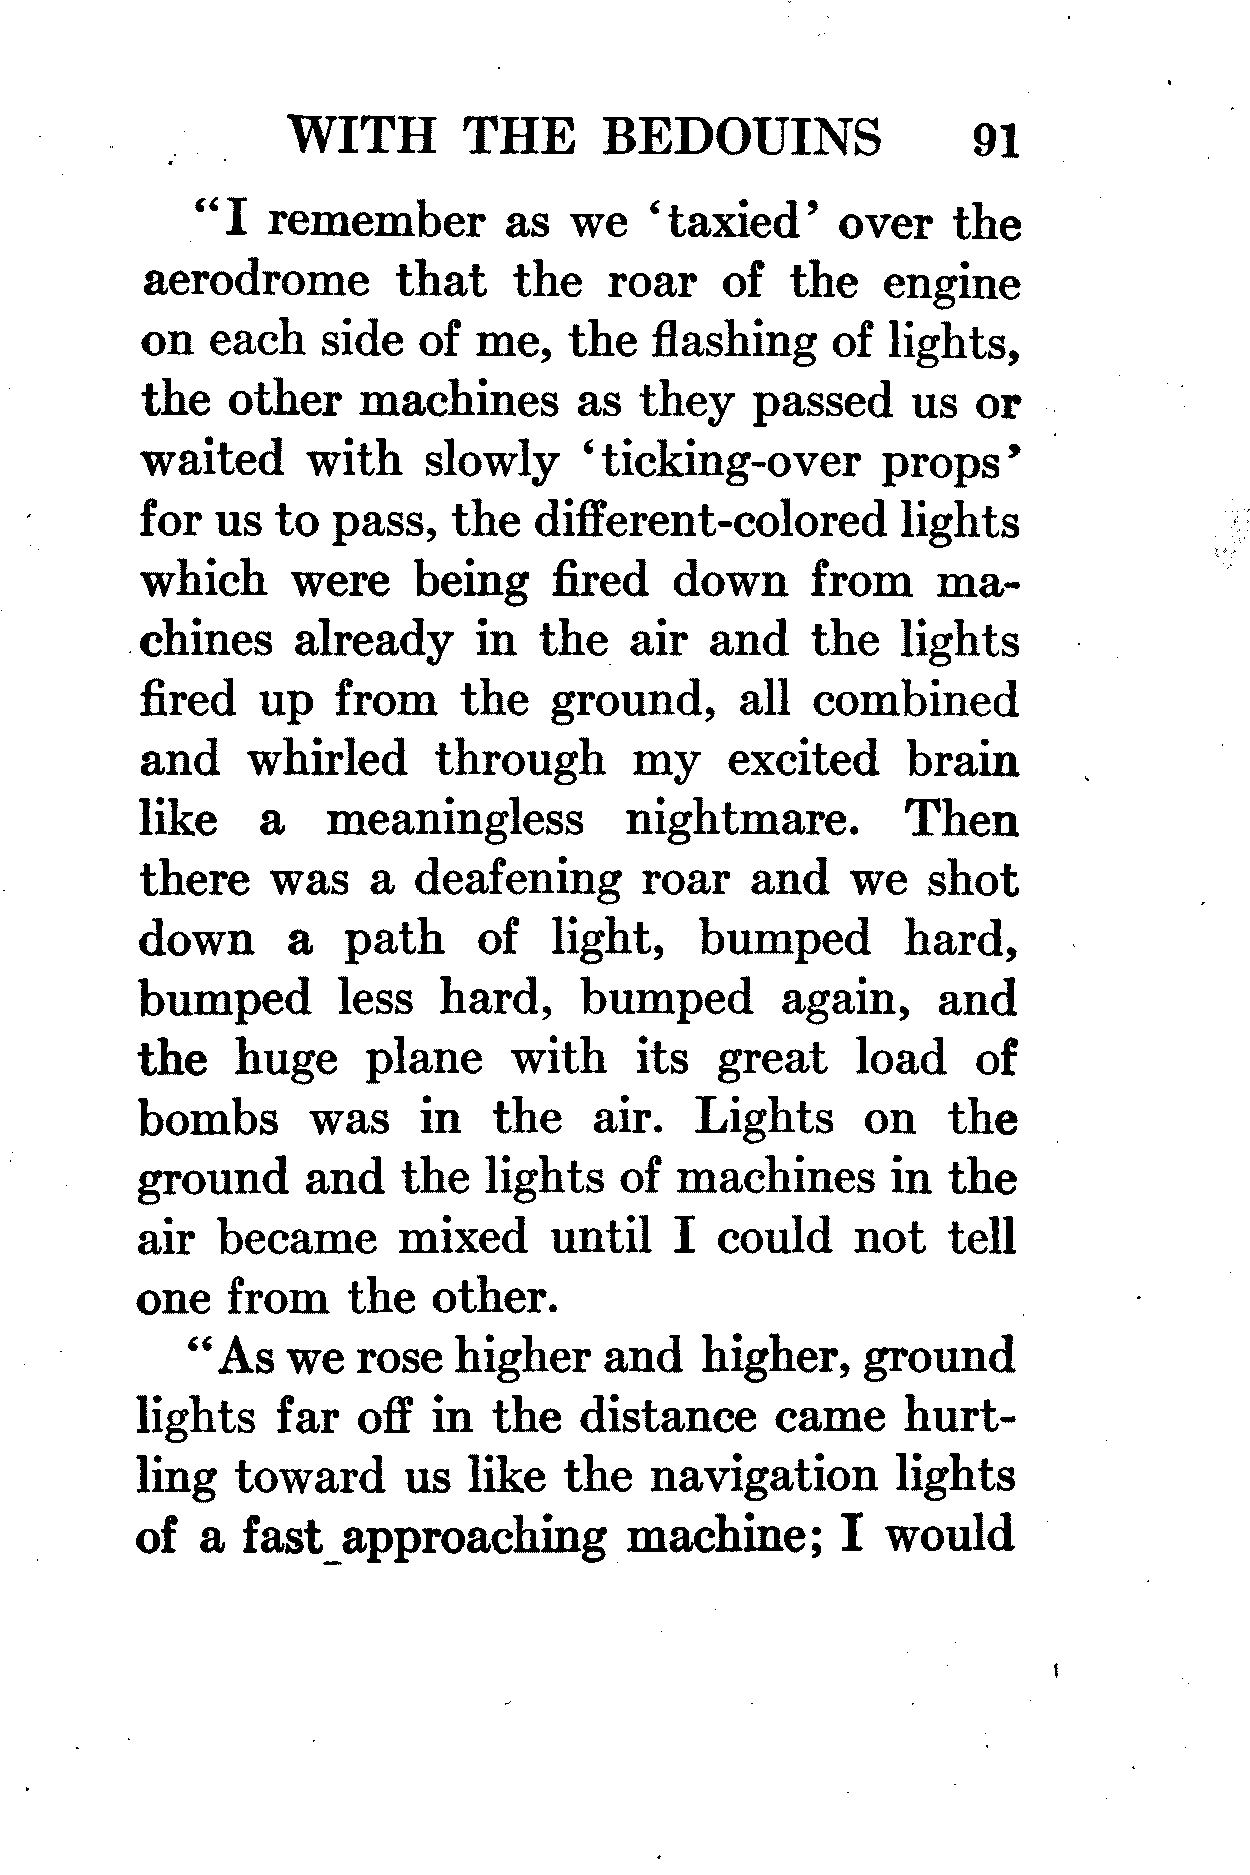 WITH THE BEDOUINS 91
“I remember as we ‘taxied’ over the
aerodrome that the roar of the engine
on each side of me, the flashing of lights,
the other machines as they passed us or
waited with slowly ‘ticking-over props’
for us to pass, the different-colored lights
which were being fired down from ma-
chines already in the air and the lights
fired up from the ground, all combined
and whirled through my excited brain
like a meaningless nightmare. Then
there was a deafening roar and we shot
down a path of light, bumped hard,
bumped less hard, bumped again, and
the huge plane with its great load of
bombs was in the air. Lights on the
ground and the lights of machines in the
air became mixed until I could not tell
one from the other.
“As we rose higher and higher, ground
lights far off in the distance came hurt-
ling toward us like the navigation lights
of a fast approaching machine; I would